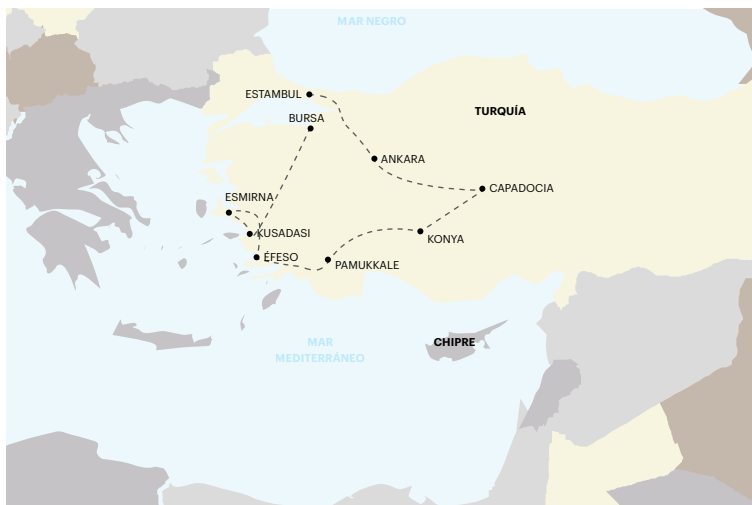 MAR NEGRO
ESTAMBUL
TURQUÍA
BURSA
ANKARA
CAPADOCIA
ESMIRNA
KUSADASI
KONYA
ÉFESO
PAMUKKALE
MAR
MEDITERRÁNEO
CHIPRE